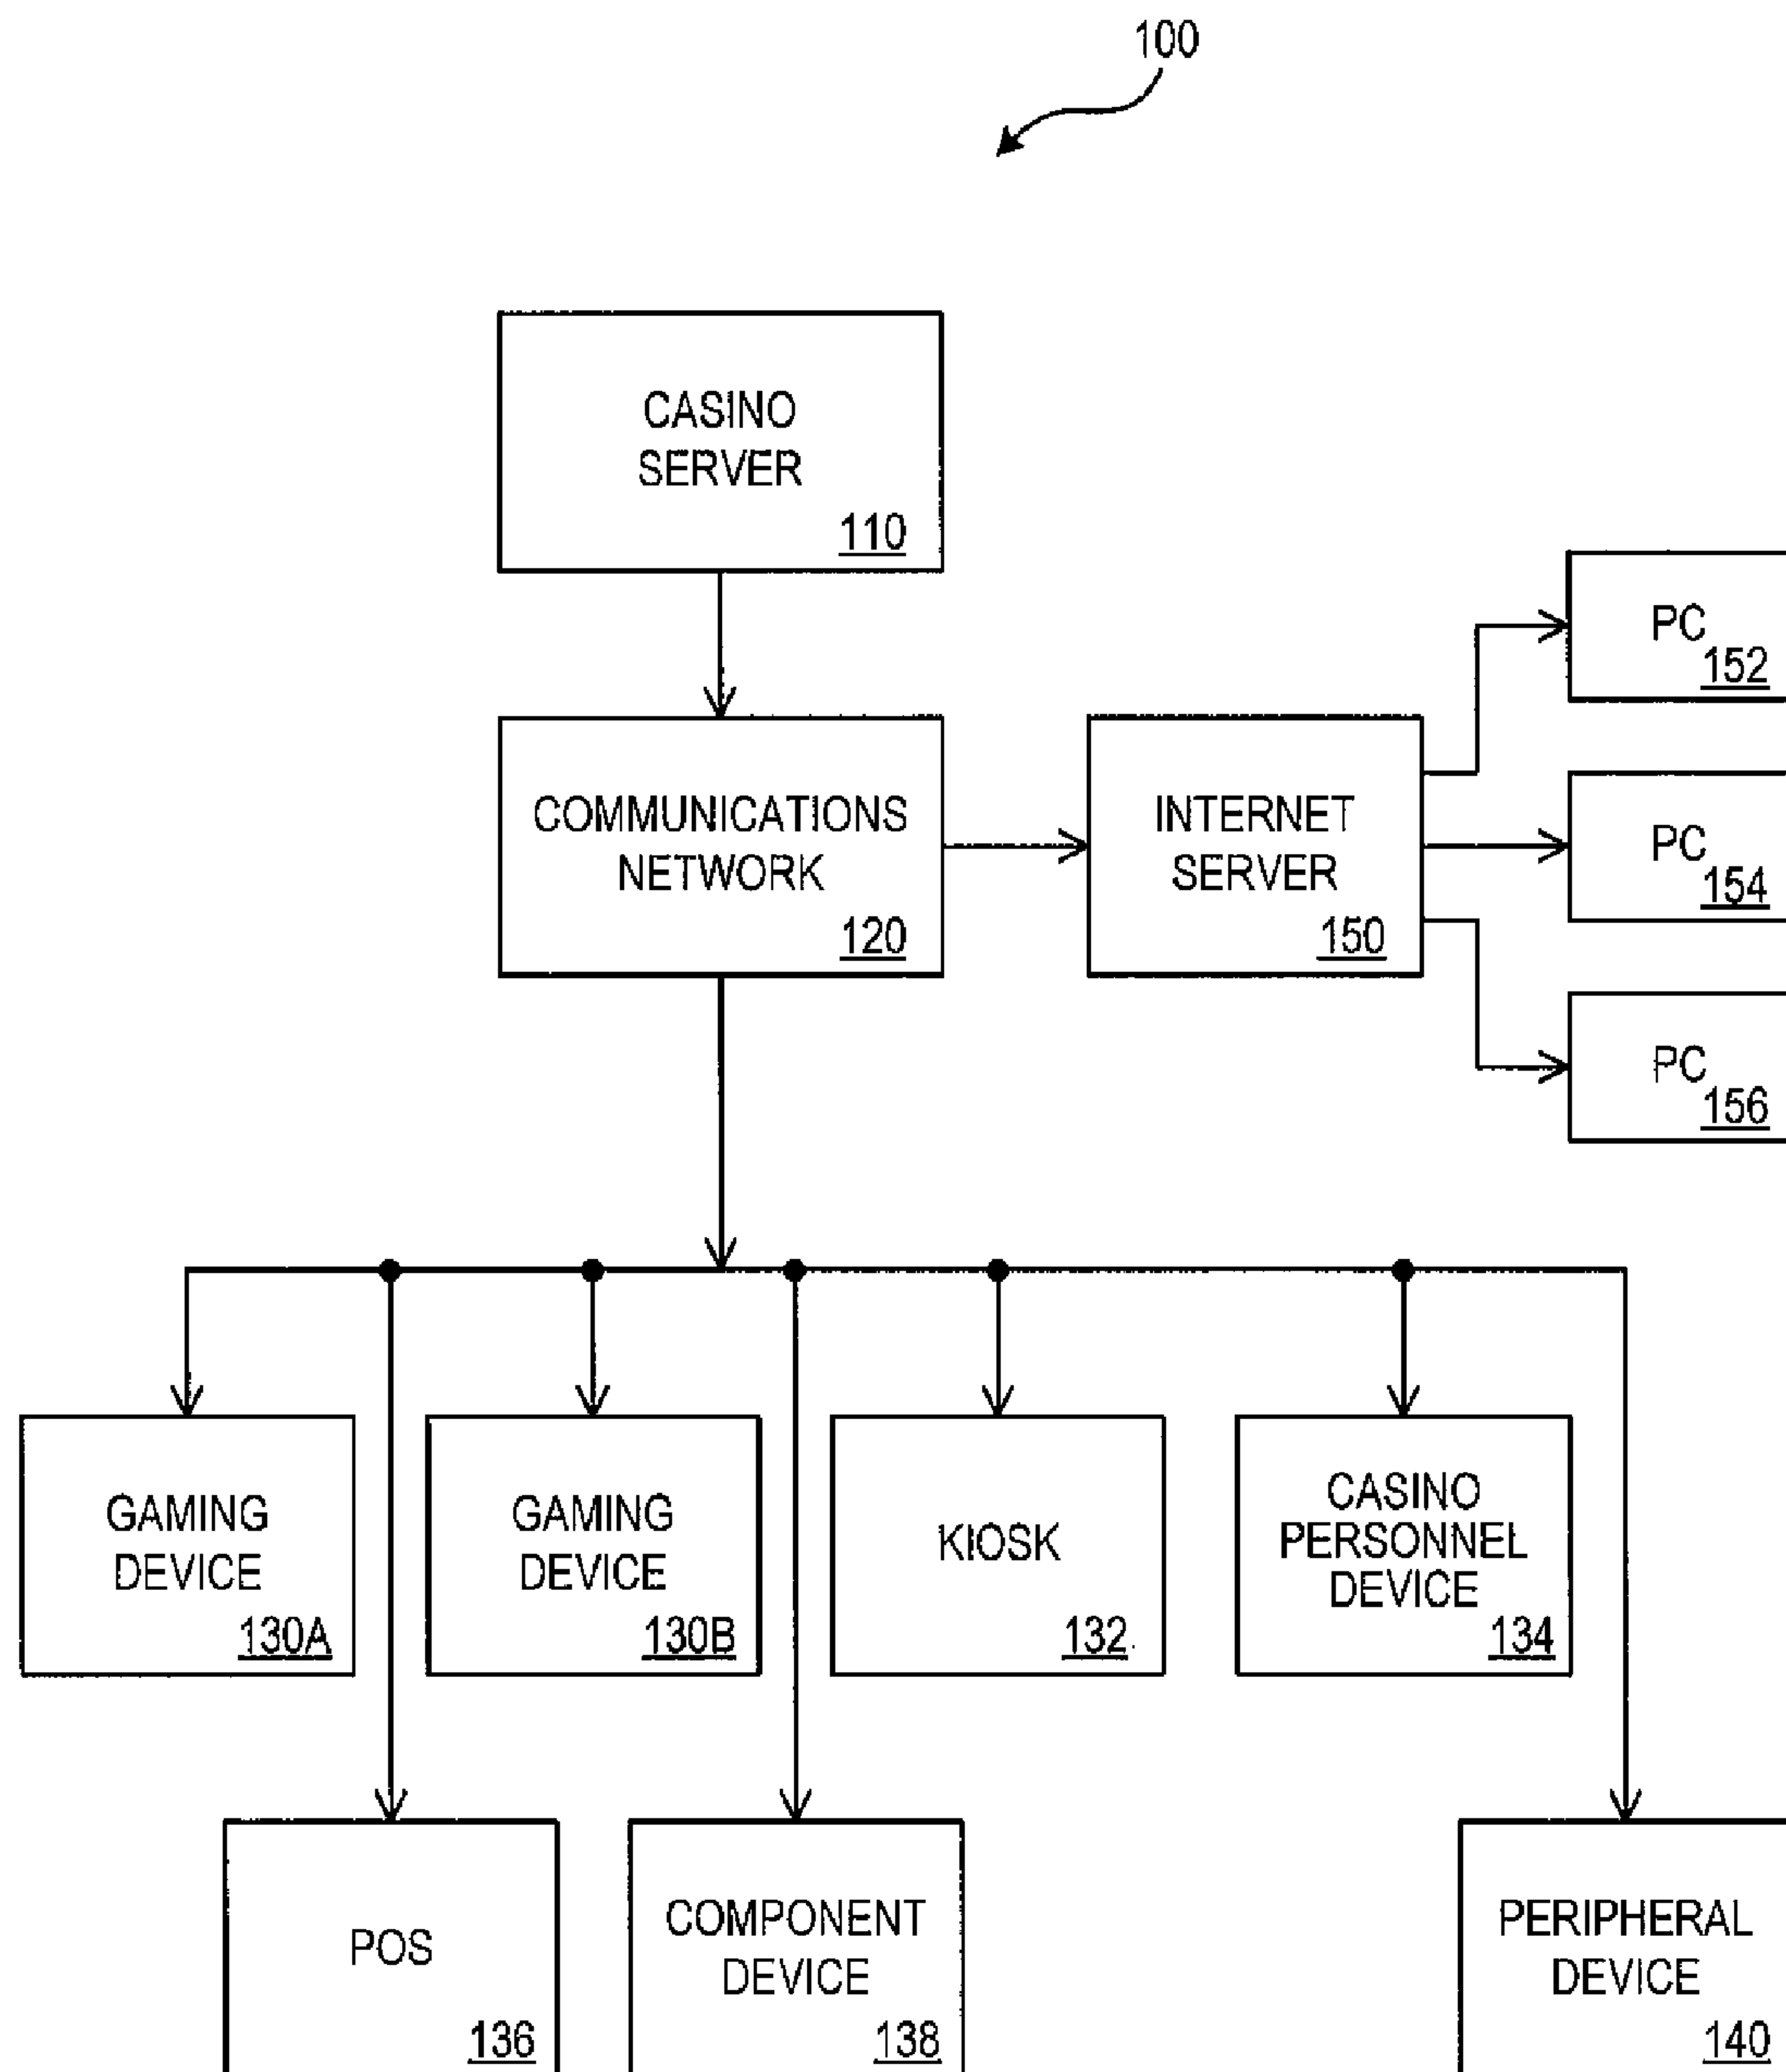 100
CASINO
SERVER
110
COMMUNICATIONS
NETWORK
120
INTERNET
SERVER
150
PC
152
PC
154
PC
156
GAMING
DEVICE
130A
GAMING
DEVICE
130B
KIOSK
132
CASINO
PERSONNEL
DEVICE
134
POS
136
COMPONENT
DEVICE
138
PERIPHERAL
DEVICE
140